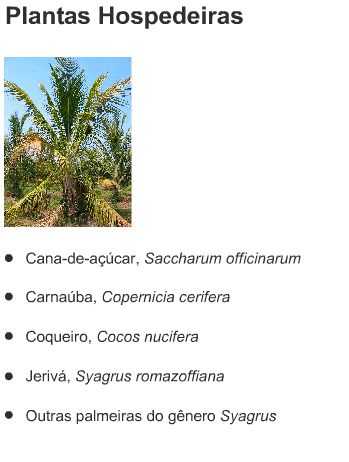 Plantas Hospedeiras
Cana-de-açúcar, Saccharum officinarum
Carnaúba, Copernicia cerifera
Coqueiro, Cocos nucifera
Jerivá, Syagrus romazoffiana
Outras palmeiras do gênero Syagrus